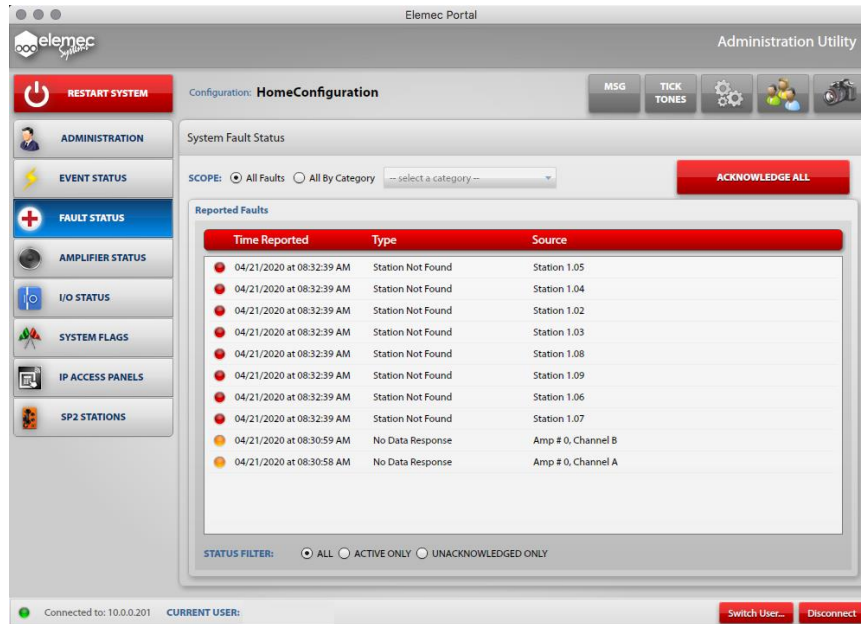 Elemec Portal
elemec
Systems
Administration Utility
RESTART SYSTEM
Configuration: HomeConfiguration
MSG
TICK TONES
ADMINISTRATION
EVENT STATUS
FAULT STATUS
AMPLIFIER STATUS
I/O STATUS
SYSTEM FLAGS
IP ACCESS PANELS
SP2 STATIONS
System Fault Status
SCOPE: All Faults All By Category -- select a category --
ACKNOWLEDGE ALL
Reported Faults
Time Reported Type Source
04/21/2020 at 08:32:39 AM Station Not Found Station 1.05
04/21/2020 at 08:32:39 AM Station Not Found Station 1.04
04/21/2020 at 08:32:39 AM Station Not Found Station 1.02
04/21/2020 at 08:32:39 AM Station Not Found Station 1.03
04/21/2020 at 08:32:39 AM Station Not Found Station 1.08
04/21/2020 at 08:32:39 AM Station Not Found Station 1.09
04/21/2020 at 08:32:39 AM Station Not Found Station 1.06
04/21/2020 at 08:32:39 AM Station Not Found Station 1.07
04/21/2020 at 08:30:59 AM No Data Response Amp # 0, Channel B
04/21/2020 at 08:30:58 AM No Data Response Amp # 0, Channel A
STATUS FILTER: ALL ACTIVE ONLY UNACKNOWLEDGED ONLY
Connected to: 10.0.0.201 CURRENT USER:
Switch User... Disconnect